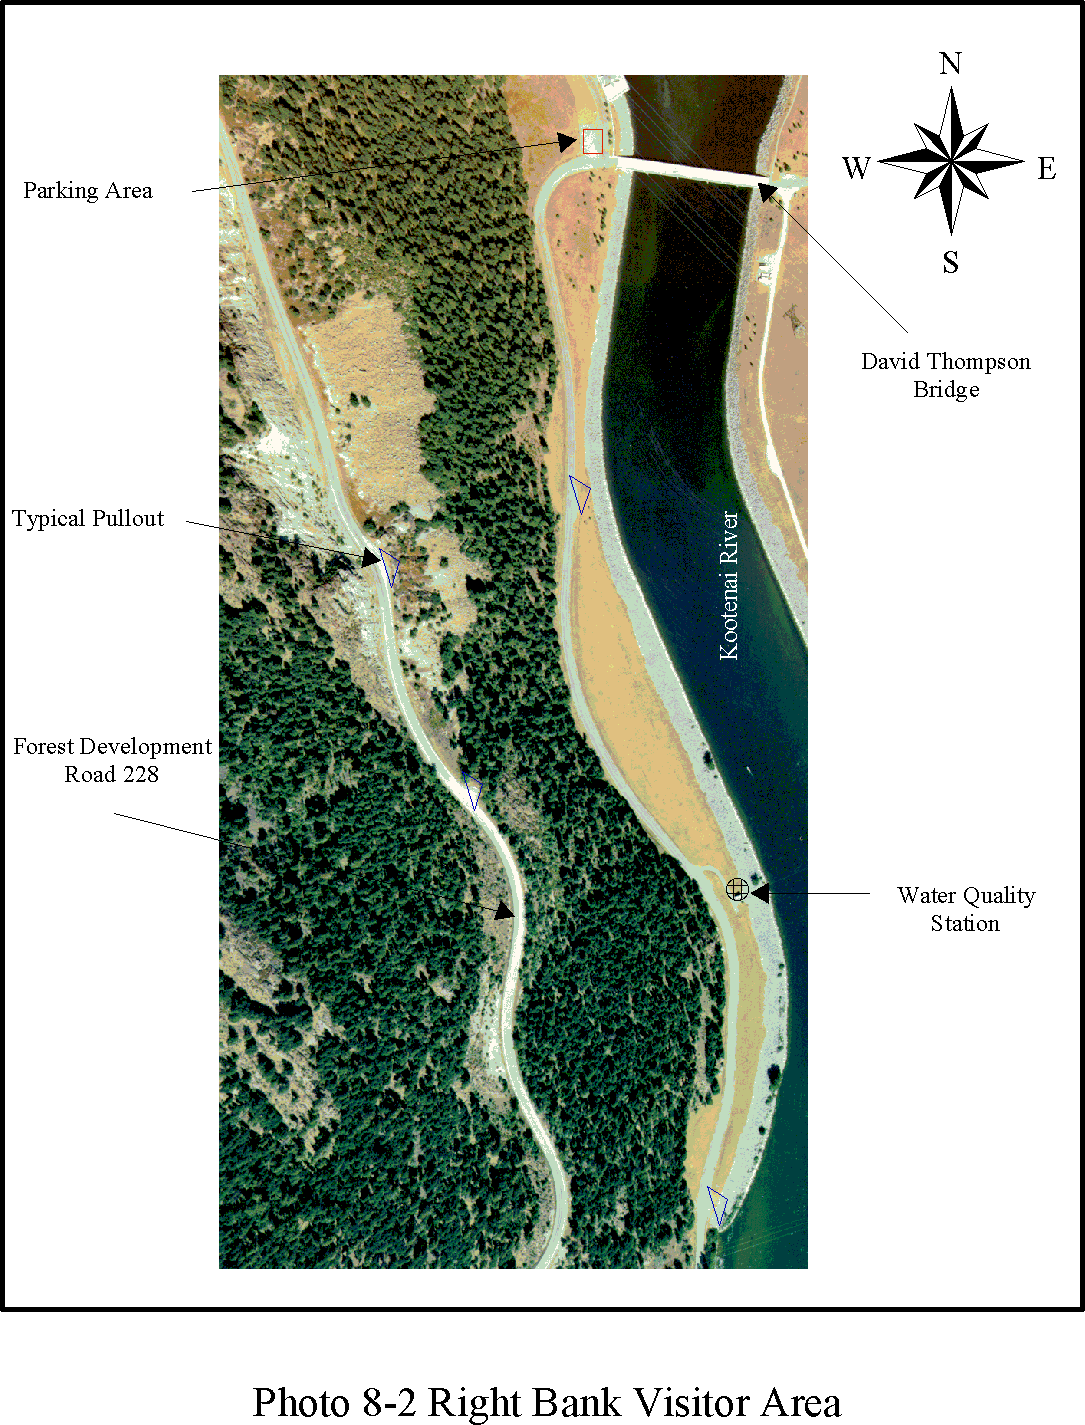 N
W
E
S
Parking Area
David Thompson
Bridge
Typical Pullout
Kootenai River
Forest Development
Road 228
Water Quality
Station
Photo 8-2 Right Bank Visitor Area